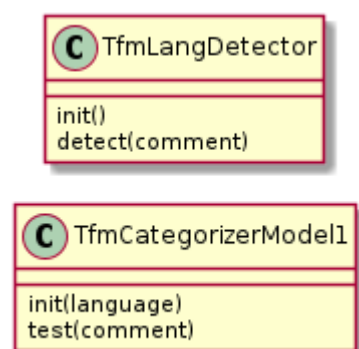 C TfmLangDetector
init()
detect(comment)
C TfmCategorizerModel1
init(language)
test(comment)